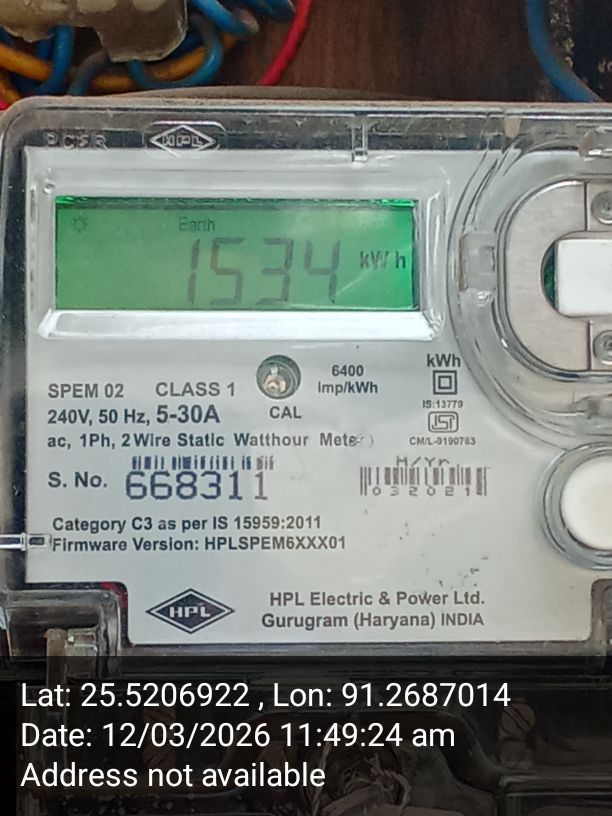 HPL
Earth
1534 kWh
6400
imp/kWh
kWh
SPEM 02 CLASS 1
CAL
IS:13779
240V, 50 Hz, 5-30A
ISI
CM/L-9190783
ac, 1Ph, 2 Wire Static Watthour Meter
M/Yr
S. No. 668311
032021
Category C3 as per IS 15959:2011
Firmware Version: HPLSPEM6XXX01
HPL
HPL Electric & Power Ltd.
Gurugram (Haryana) INDIA
Lat: 25.5206922 , Lon: 91.2687014
Date: 12/03/2026 11:49:24 am
Address not available